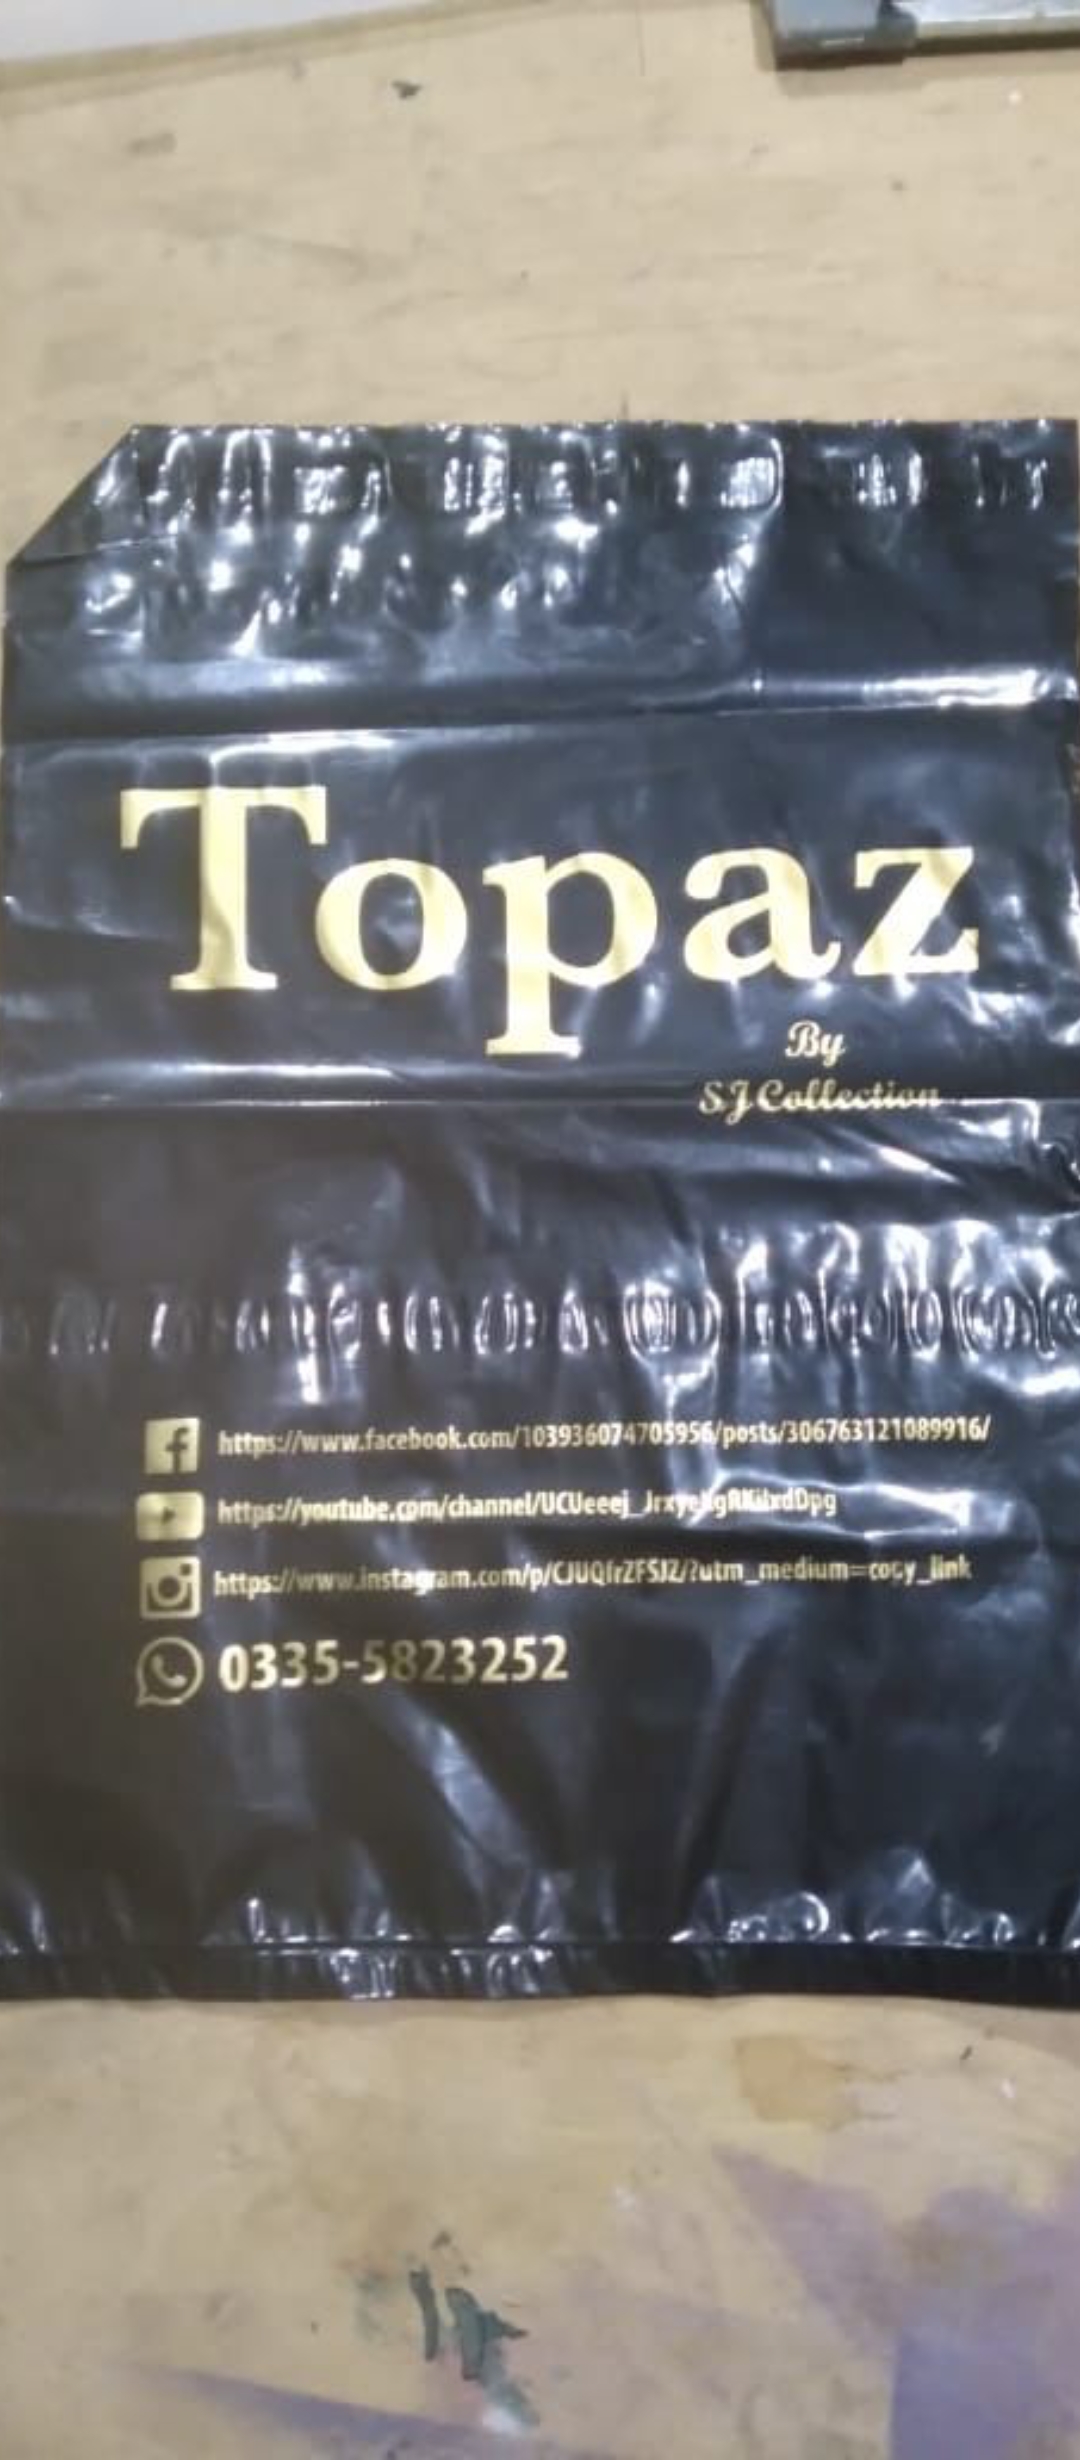 Topaz
By
SJ Collection
https://www.facebook.com/103936074705956/posts/306763121089916/
https://www.instagram.com/p/CJUQfrZFSJZ/?utm_medium=copy_link
0335-5823252